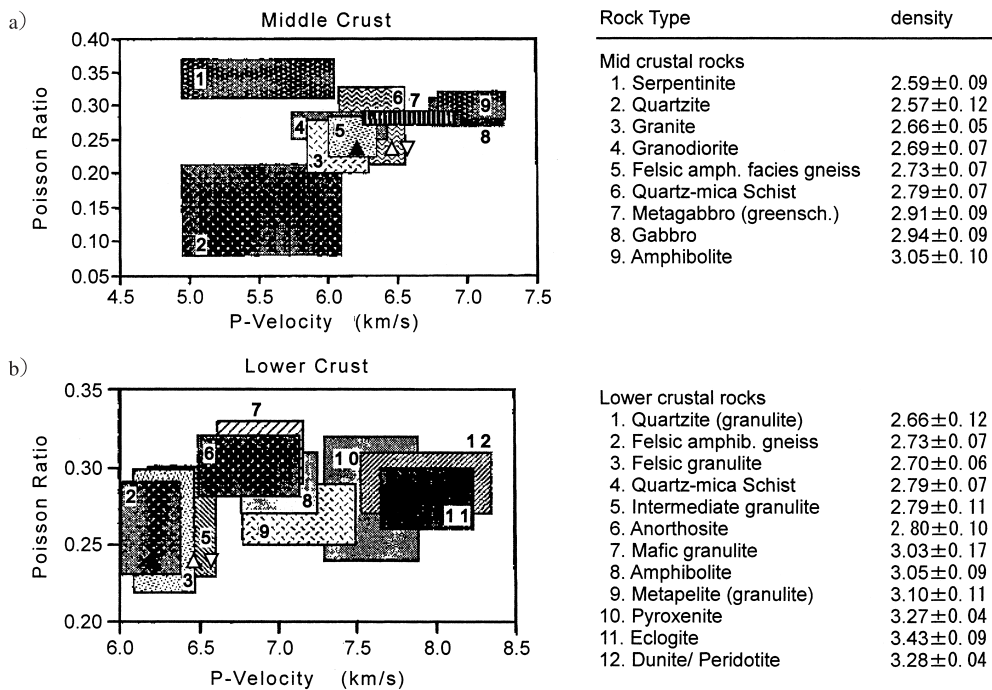 a)
Middle Crust
0.40
0.35
0.30
0.25
0.20
0.15
0.10
0.05
Poisson Ratio
1
2
3
4
5
6
7
8
9
4.5 5.0 5.5 6.0 6.5 7.0 7.5
P-Velocity (km/s)
Rock Type density
Mid crustal rocks
1. Serpentinite 2.59±0.09
2. Quartzite 2.57±0.12
3. Granite 2.66±0.05
4. Granodiorite 2.69±0.07
5. Felsic amph. facies gneiss 2.73±0.07
6. Quartz-mica Schist 2.79±0.07
7. Metagabbro (greensch.) 2.91±0.09
8. Gabbro 2.94±0.09
9. Amphibolite 3.05±0.10
b)
Lower Crust
0.35
0.30
0.25
0.20
Poisson Ratio
2
3
5
6
7
8
9
10
11
12
6.0 6.5 7.0 7.5 8.0 8.5
P-Velocity (km/s)
Lower crustal rocks
1. Quartzite (granulite) 2.66±0.12
2. Felsic amphib. gneiss 2.73±0.07
3. Felsic granulite 2.70±0.06
4. Quartz-mica Schist 2.79±0.07
5. Intermediate granulite 2.79±0.11
6. Anorthosite 2.80±0.10
7. Mafic granulite 3.03±0.17
8. Amphibolite 3.05±0.09
9. Metapelite (granulite) 3.10±0.11
10. Pyroxenite 3.27±0.04
11. Eclogite 3.43±0.09
12. Dunite/ Peridotite 3.28±0.04